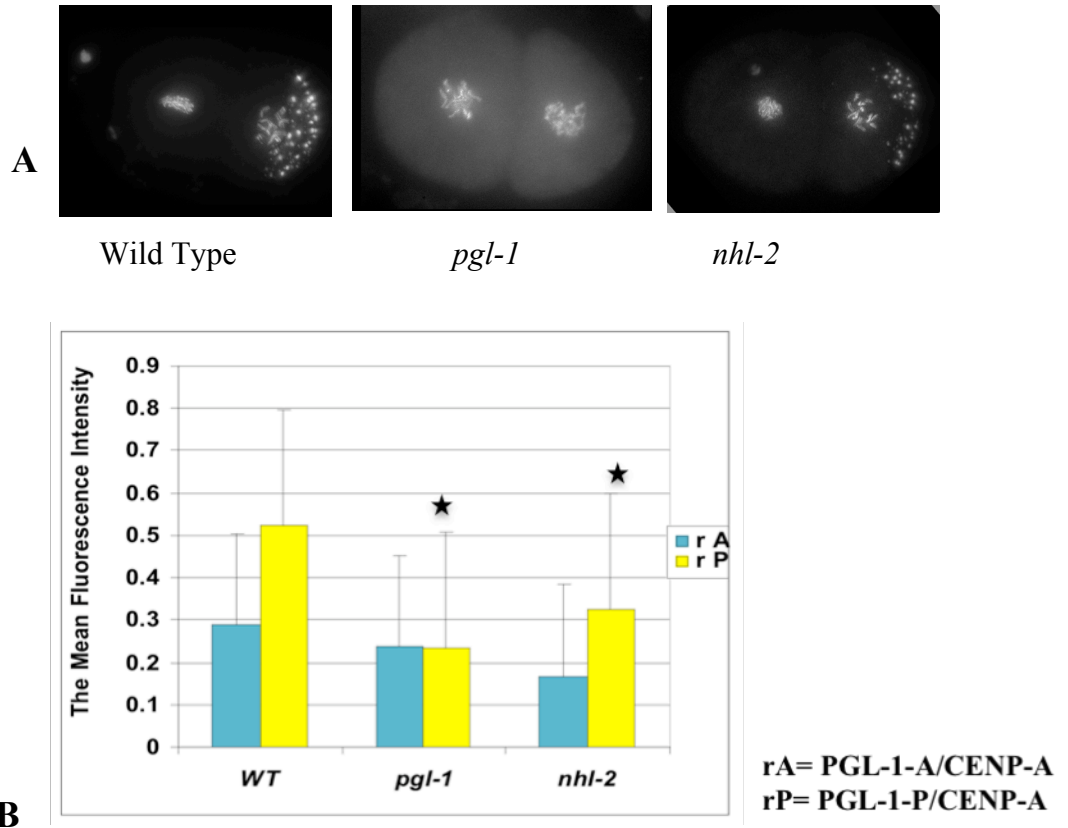 A
Wild Type
pgl-1
nhl-2
The Mean Fluorescence Intensity
0.9
0.8
0.7
0.6
0.5
0.4
0.3
0.2
0.1
0
WT
pgl-1
nhl-2
r A
r P
B
rA= PGL-1-A/CENP-A
rP= PGL-1-P/CENP-A